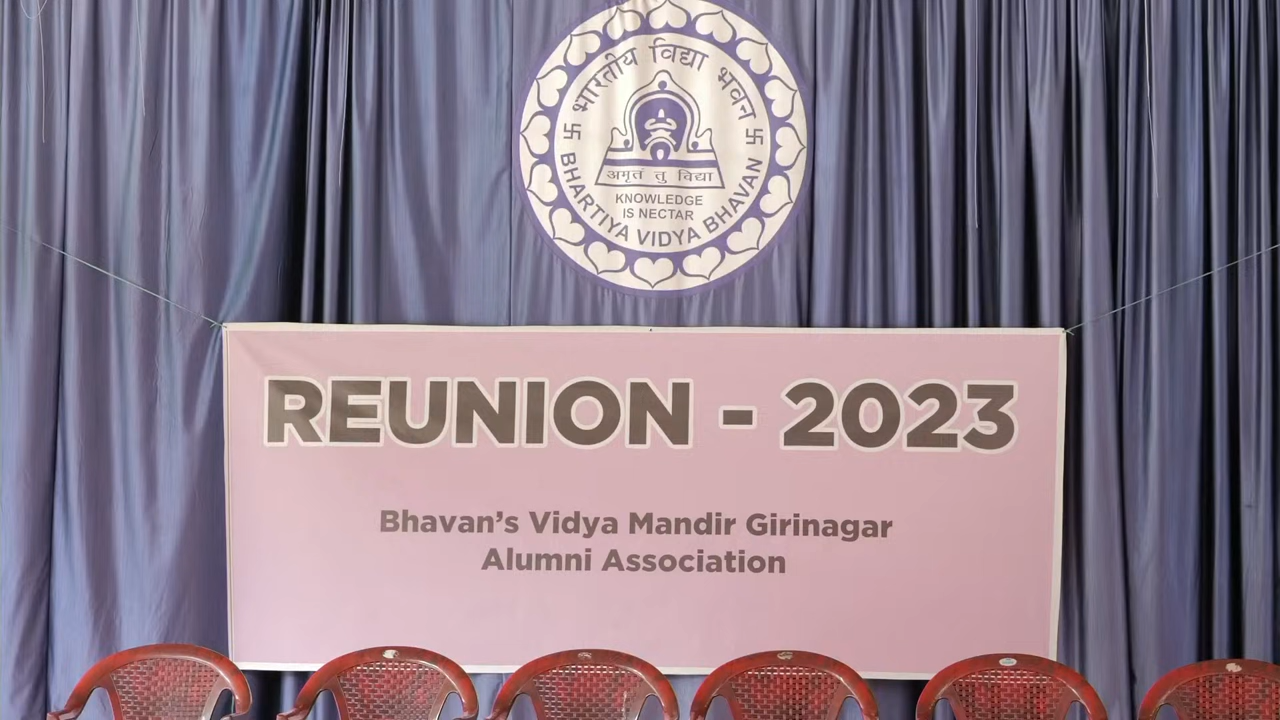 भारतीय विद्या भवन
अमृतं तु विद्या
KNOWLEDGE
IS NECTAR
BHARTIYA VIDYA BHAVAN
REUNION - 2023
Bhavan's Vidya Mandir Girinagar
Alumni Association